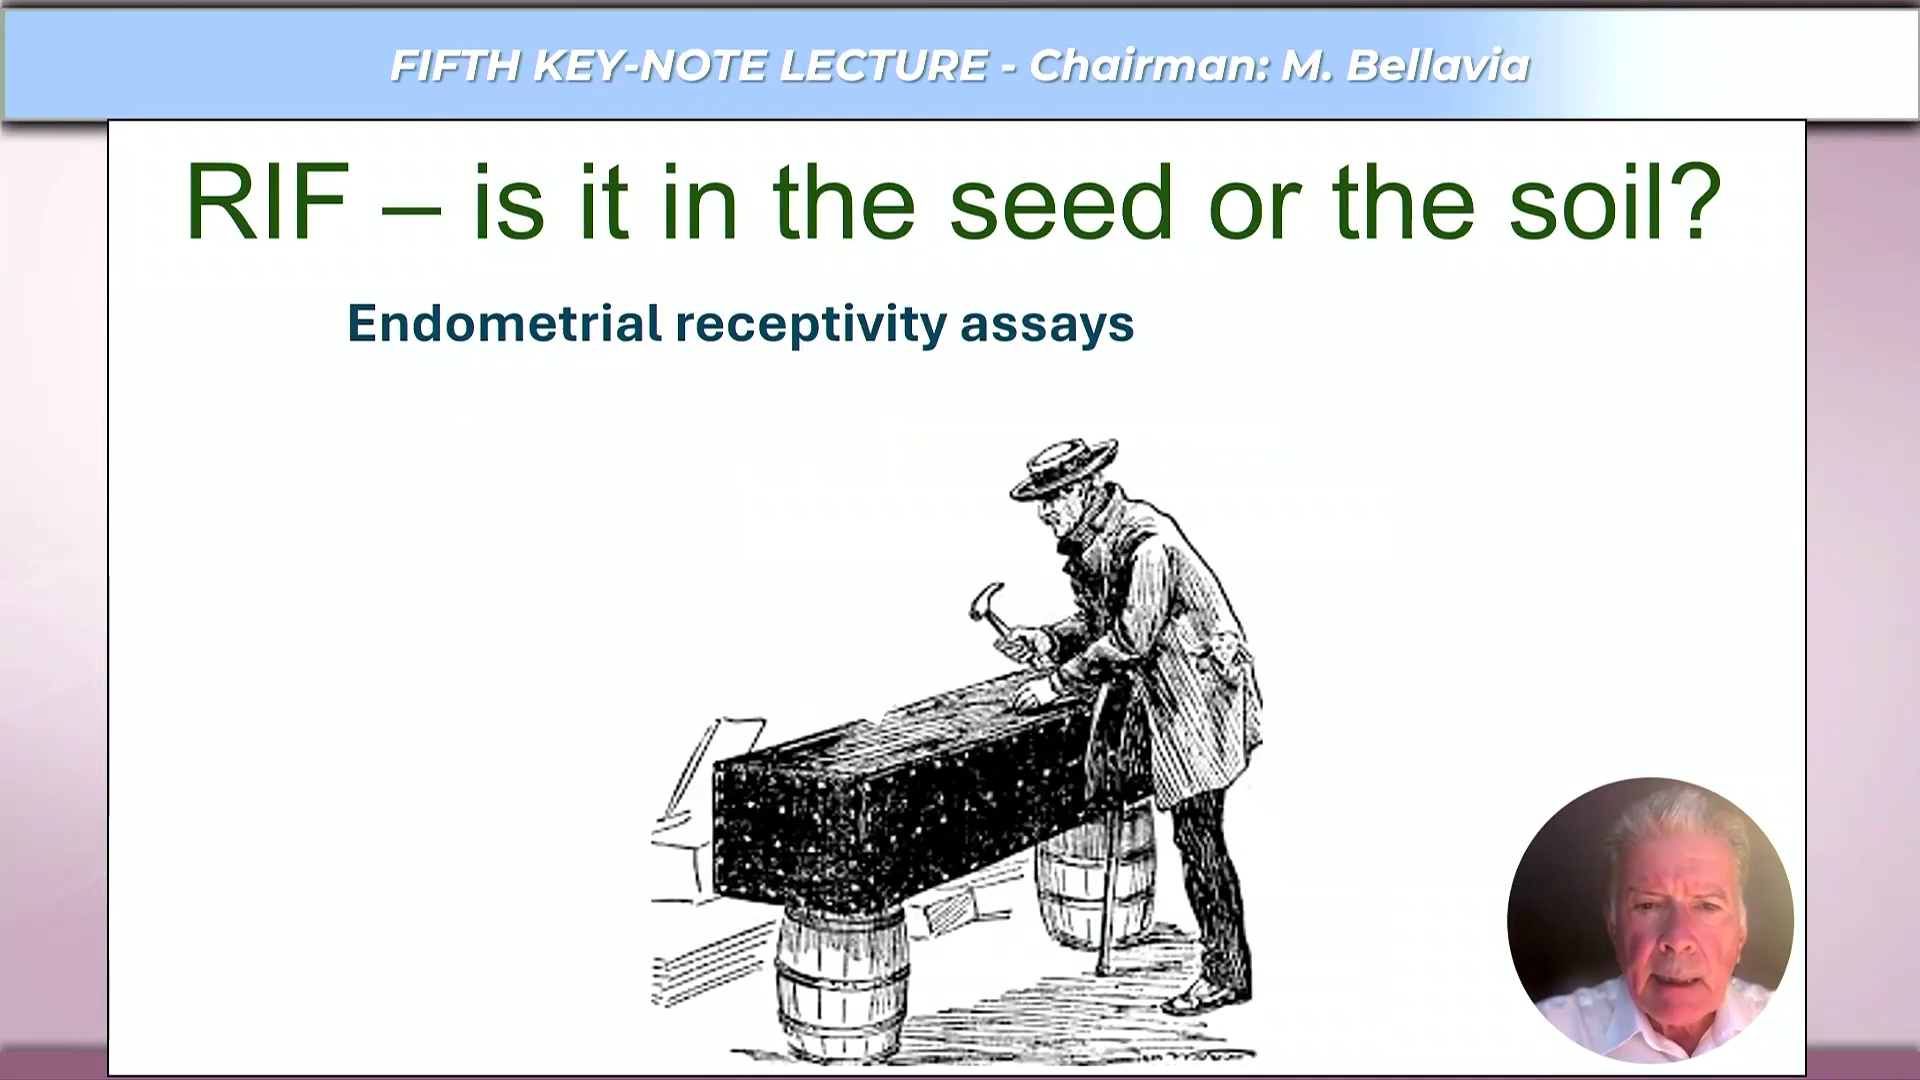 FIFTH KEY-NOTE LECTURE - Chairman: M. Bellavia
RIF – is it in the seed or the soil?
Endometrial receptivity assays